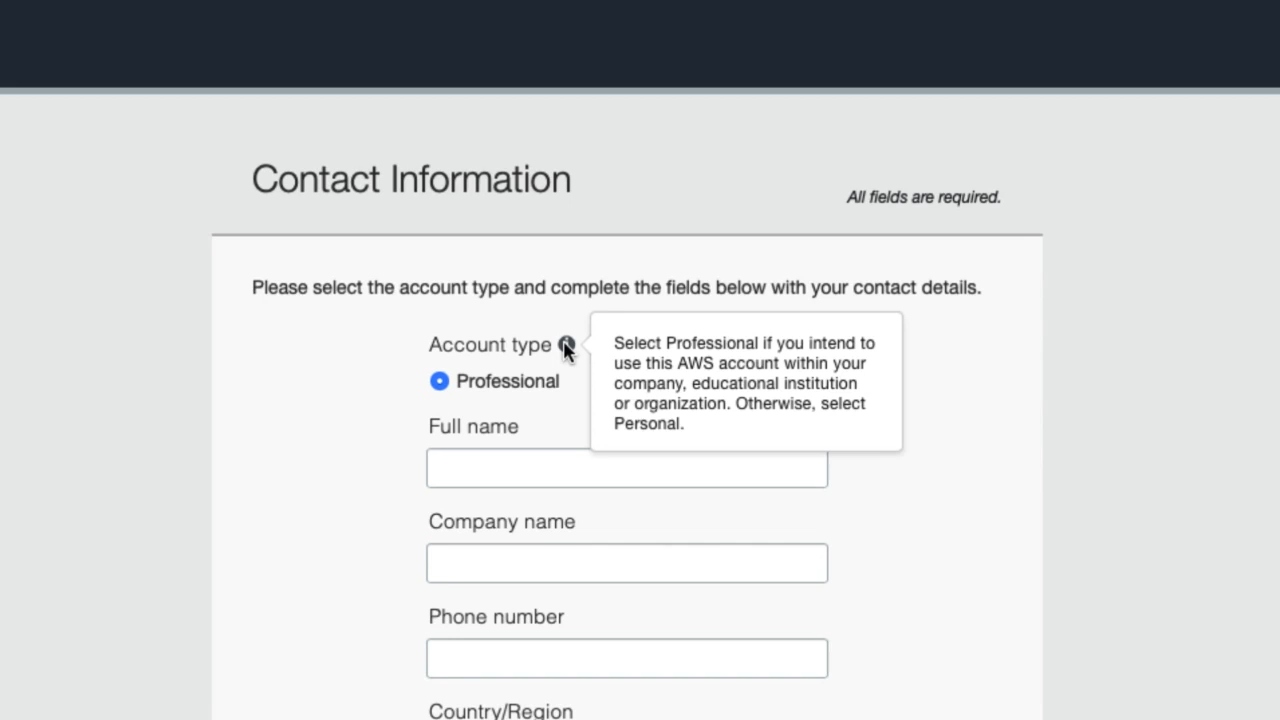 Contact Information
All fields are required.
Please select the account type and complete the fields below with your contact details.
Account type
Select Professional if you intend to
use this AWS account within your
company, educational institution
or organization. Otherwise, select
Personal.
Professional
Full name
Company name
Phone number
Country/Region